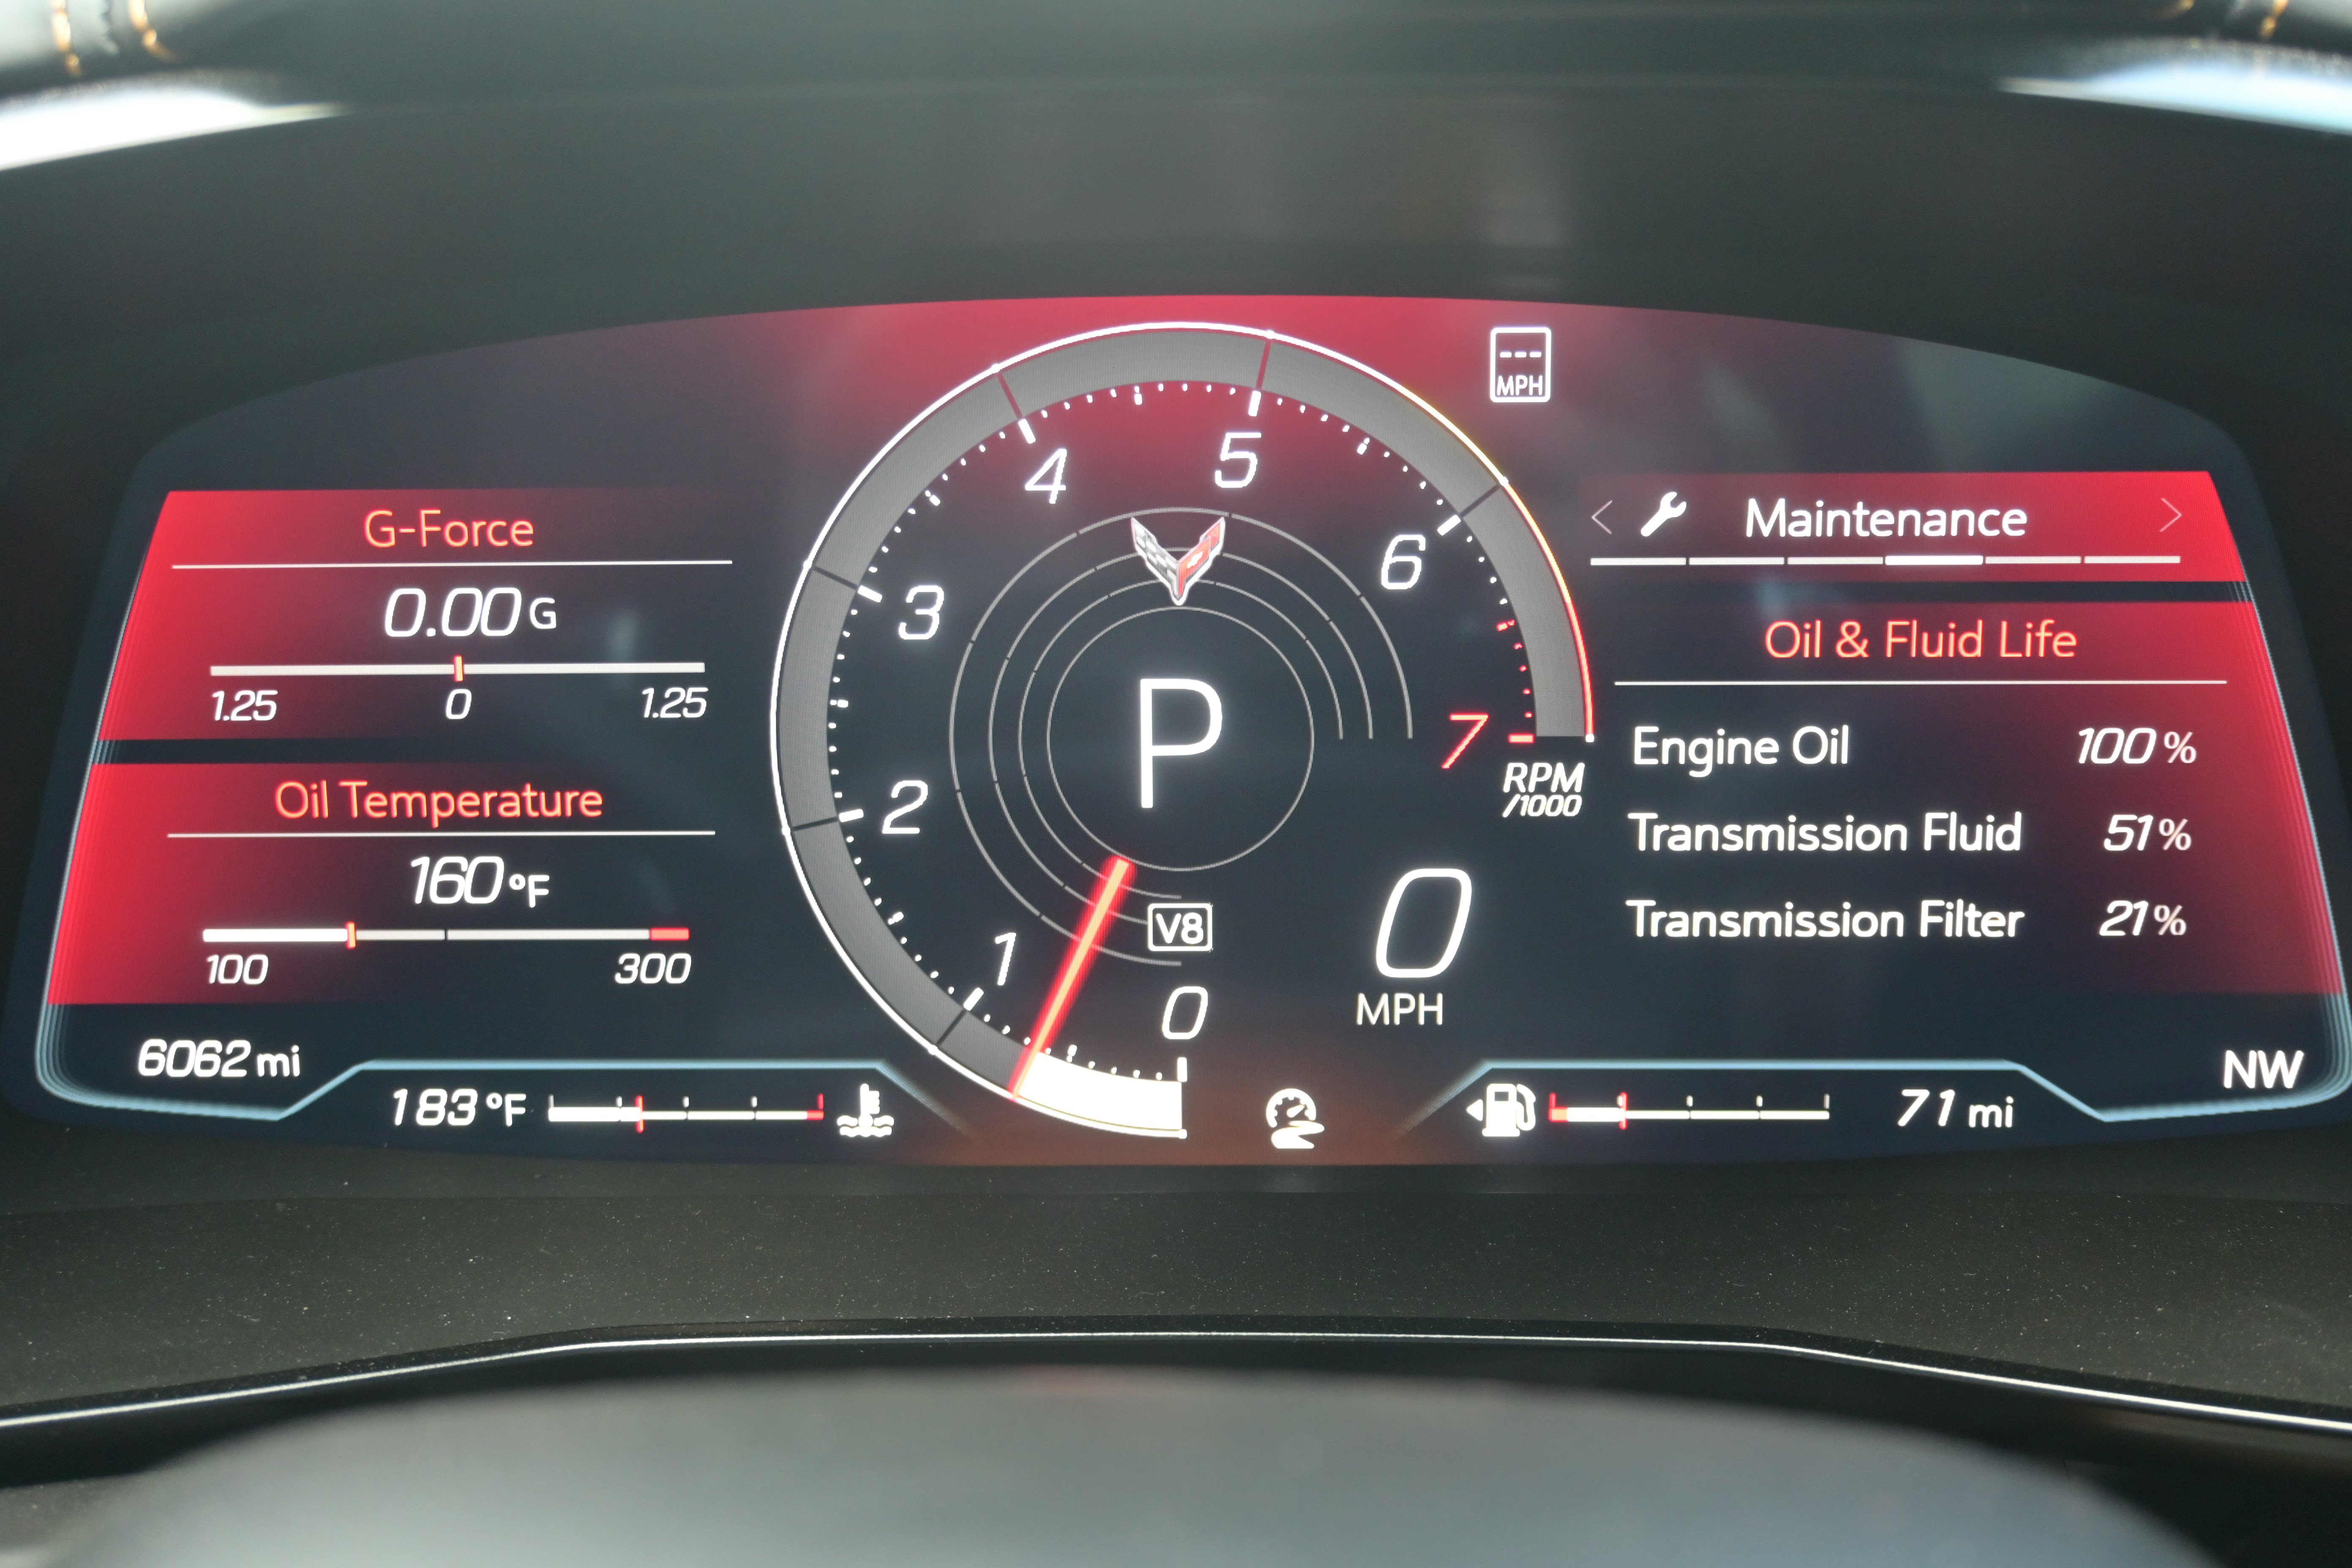 ---
MPH
G-Force
0.00 G
1.25 0 1.25
Oil Temperature
160 °F
100 300
6062 mi
183 °F
4 5
3 6
2 7
1 0
RPM
/1000
P
V8
0
MPH
Maintenance
Oil & Fluid Life
Engine Oil 100 %
Transmission Fluid 51 %
Transmission Filter 21 %
71 mi
NW